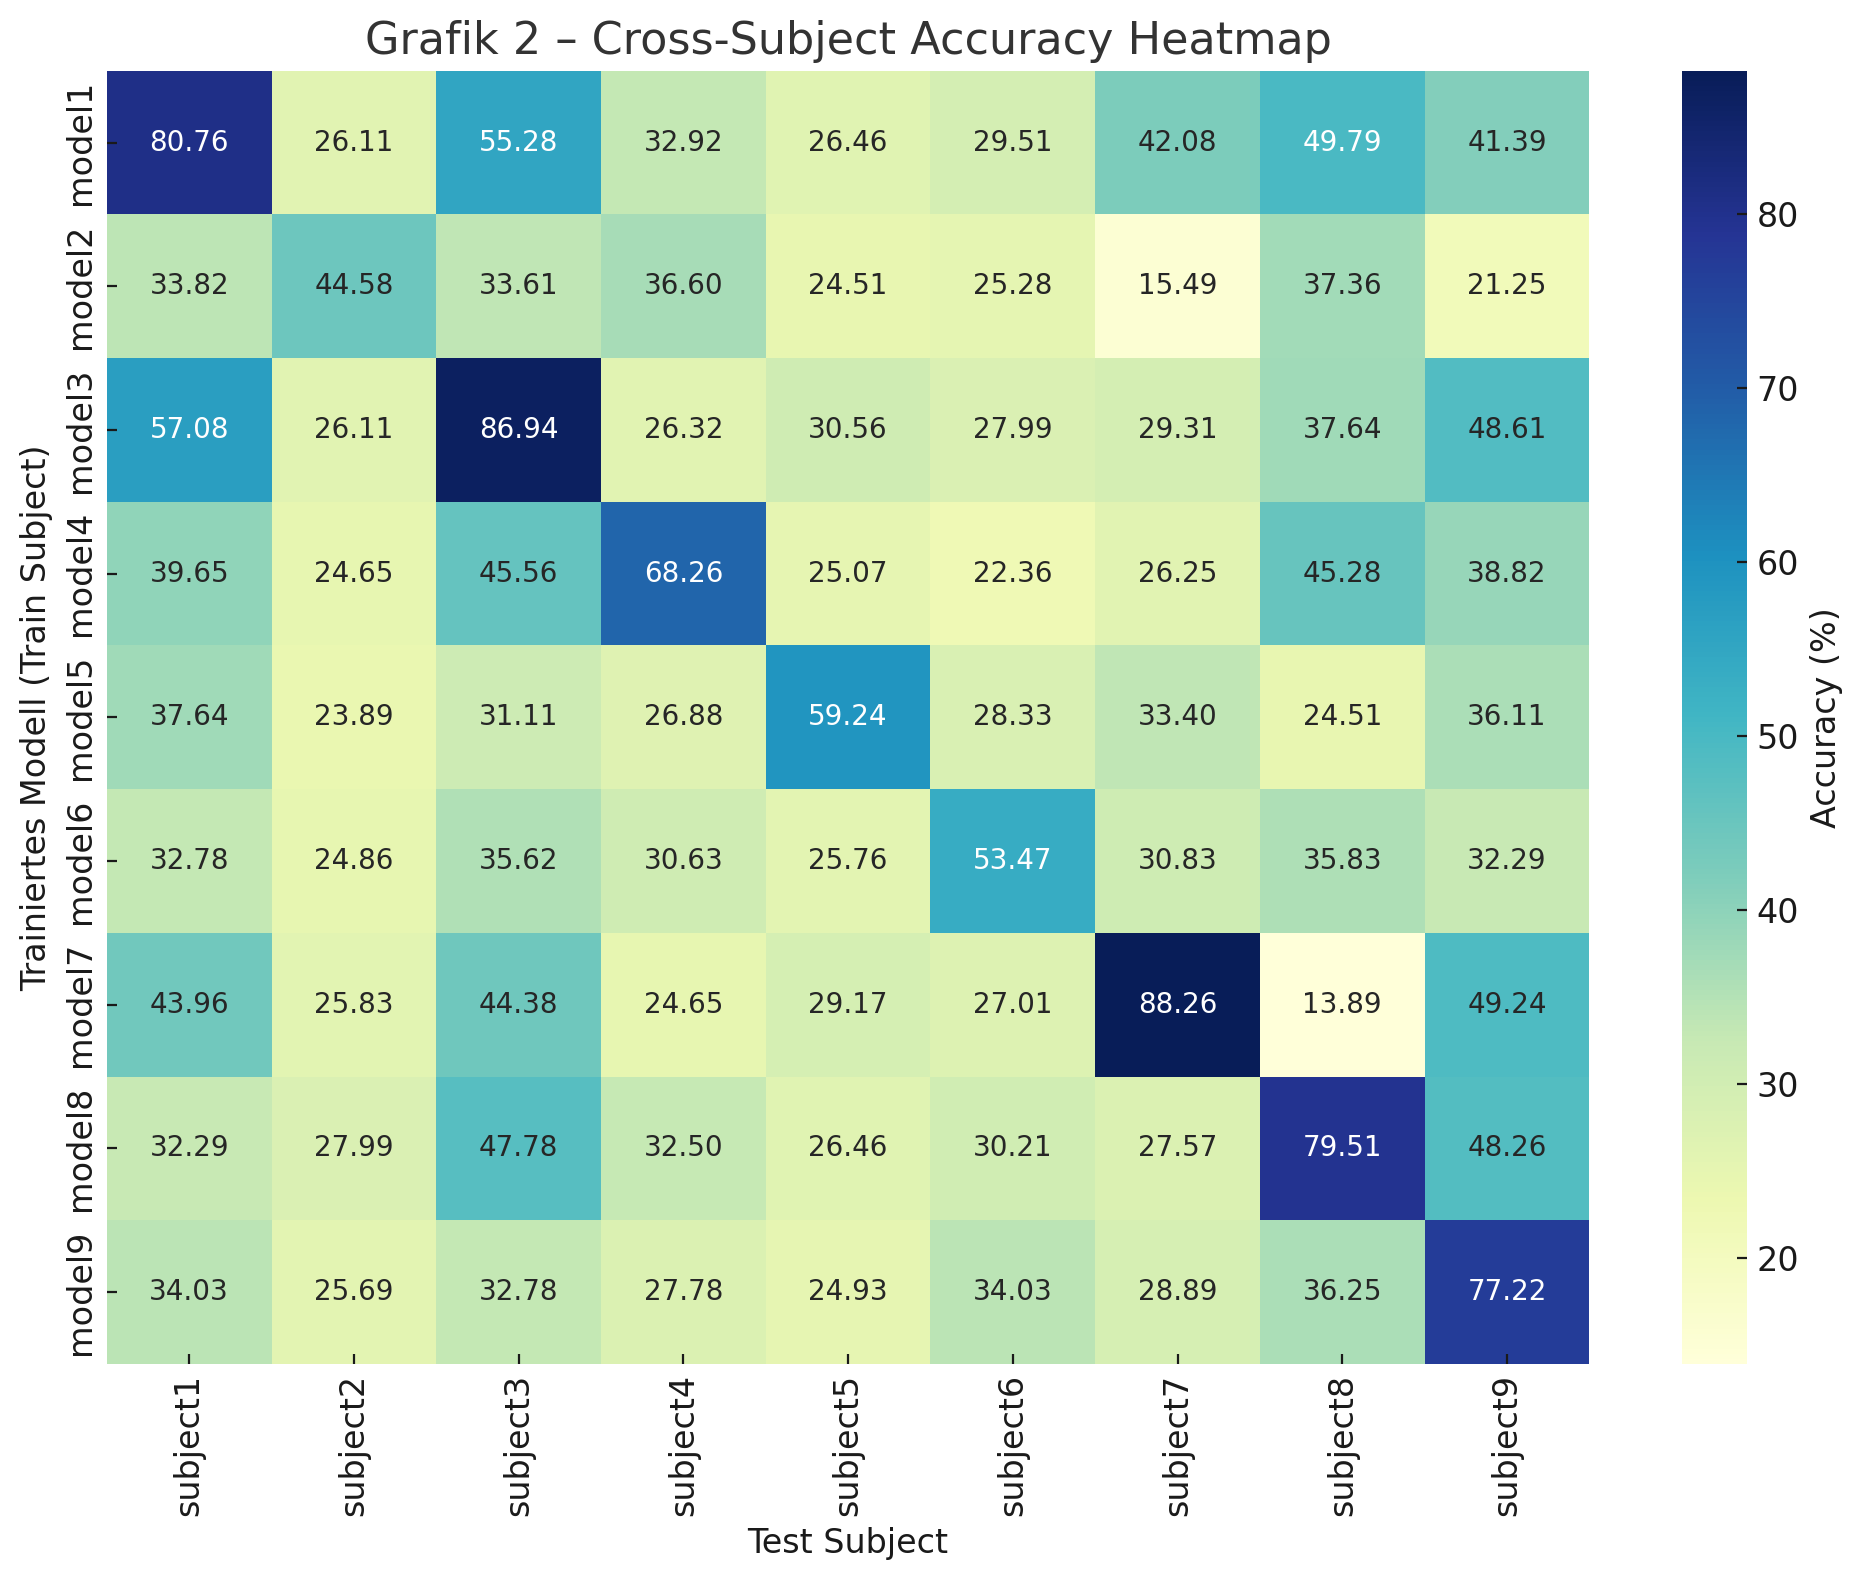 Grafik 2 – Cross-Subject Accuracy Heatmap
Trainiertes Modell (Train Subject)
model1 80.76 26.11 55.28 32.92 26.46 29.51 42.08 49.79 41.39
model2 33.82 44.58 33.61 36.60 24.51 25.28 15.49 37.36 21.25
model3 57.08 26.11 86.94 26.32 30.56 27.99 29.31 37.64 48.61
model4 39.65 24.65 45.56 68.26 25.07 22.36 26.25 45.28 38.82
model5 37.64 23.89 31.11 26.88 59.24 28.33 33.40 24.51 36.11
model6 32.78 24.86 35.62 30.63 25.76 53.47 30.83 35.83 32.29
model7 43.96 25.83 44.38 24.65 29.17 27.01 88.26 13.89 49.24
model8 32.29 27.99 47.78 32.50 26.46 30.21 27.57 79.51 48.26
model9 34.03 25.69 32.78 27.78 24.93 34.03 28.89 36.25 77.22
subject1 subject2 subject3 subject4 subject5 subject6 subject7 subject8 subject9
Test Subject
80
70
60
50
40
30
20
Accuracy (%)